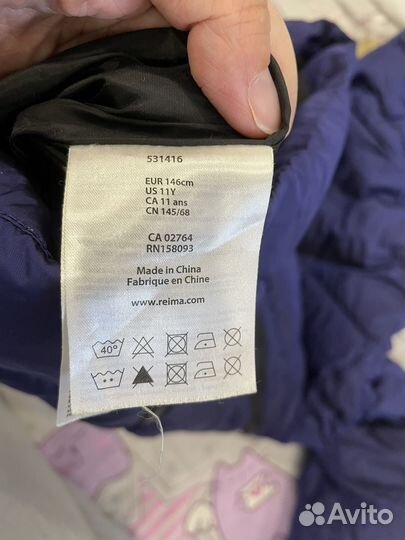 531416
EUR 146cm
US 11Y
CA 11 ans
CN 145/68
CA 02764
RN158093
Made in China
Fabrique en Chine
www.reima.com
40°
Avito